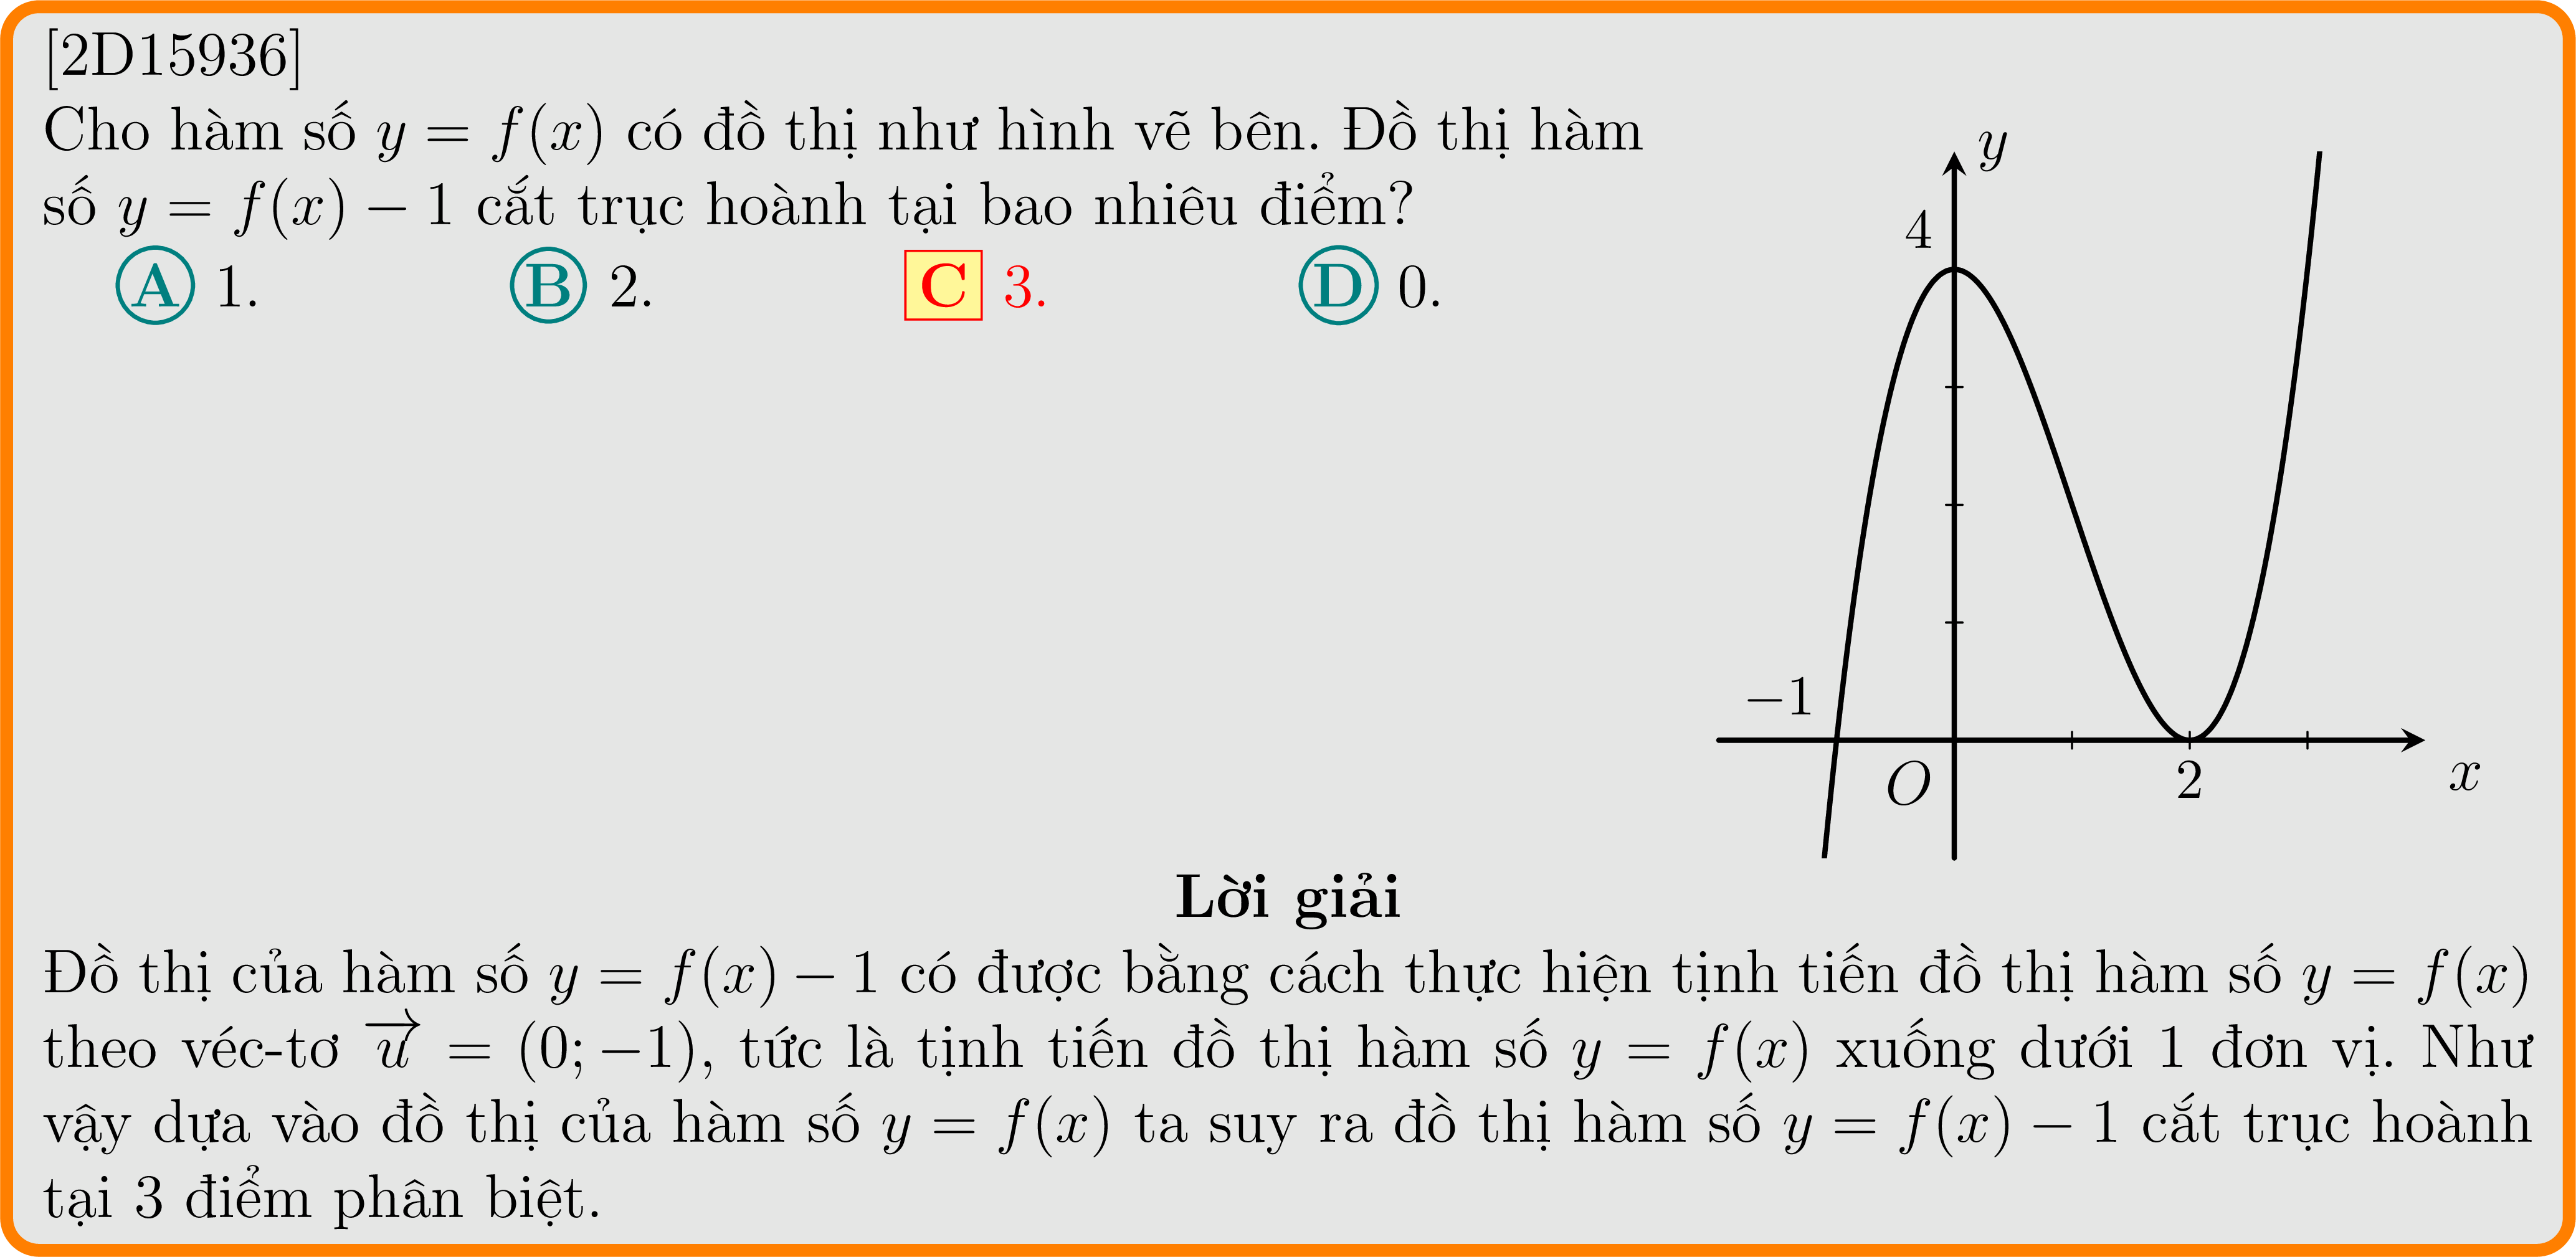 [2D15936]
Cho hàm số y = f(x) có đồ thị như hình vẽ bên. Đồ thị hàm
số y = f(x) − 1 cắt trục hoành tại bao nhiêu điểm?
A 1. B 2. C 3. D 0.
y
4
−1
O
2
x
Lời giải
Đồ thị của hàm số y = f(x) − 1 có được bằng cách thực hiện tịnh tiến đồ thị hàm số y = f(x)
theo véc-tơ \overrightarrow{u} = (0; −1), tức là tịnh tiến đồ thị hàm số y = f(x) xuống dưới 1 đơn vị. Như
vậy dựa vào đồ thị của hàm số y = f(x) ta suy ra đồ thị hàm số y = f(x) − 1 cắt trục hoành
tại 3 điểm phân biệt.